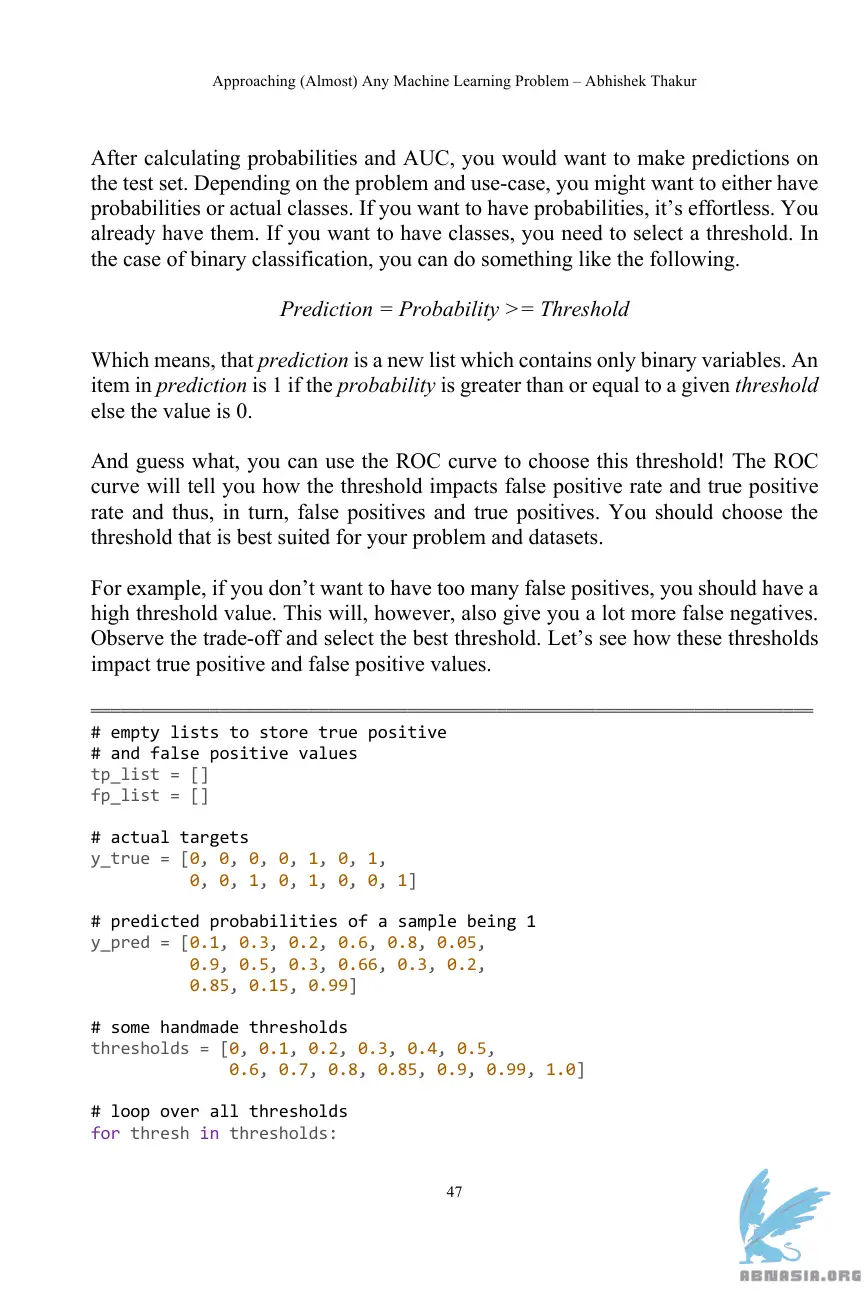 Approaching (Almost) Any Machine Learning Problem – Abhishek Thakur
After calculating probabilities and AUC, you would want to make predictions on
the test set. Depending on the problem and use-case, you might want to either have
probabilities or actual classes. If you want to have probabilities, it’s effortless. You
already have them. If you want to have classes, you need to select a threshold. In
the case of binary classification, you can do something like the following.
Prediction = Probability >= Threshold
Which means, that prediction is a new list which contains only binary variables. An
item in prediction is 1 if the probability is greater than or equal to a given threshold
else the value is 0.
And guess what, you can use the ROC curve to choose this threshold! The ROC
curve will tell you how the threshold impacts false positive rate and true positive
rate and thus, in turn, false positives and true positives. You should choose the
threshold that is best suited for your problem and datasets.
For example, if you don’t want to have too many false positives, you should have a
high threshold value. This will, however, also give you a lot more false negatives.
Observe the trade-off and select the best threshold. Let’s see how these thresholds
impact true positive and false positive values.
# empty lists to store true positive
# and false positive values
tp_list = []
fp_list = []
# actual targets
y_true = [0, 0, 0, 0, 1, 0, 1,
0, 0, 1, 0, 1, 0, 0, 1]
# predicted probabilities of a sample being 1
y_pred = [0.1, 0.3, 0.2, 0.6, 0.8, 0.05,
0.9, 0.5, 0.3, 0.66, 0.3, 0.2,
0.85, 0.15, 0.99]
# some handmade thresholds
thresholds = [0, 0.1, 0.2, 0.3, 0.4, 0.5,
0.6, 0.7, 0.8, 0.85, 0.9, 0.99, 1.0]
# loop over all thresholds
for thresh in thresholds:
47
ABNASIA.ORG